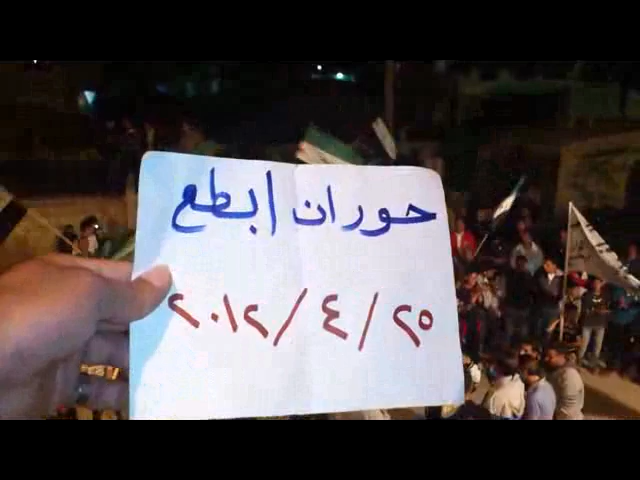 حوران ابطع
٢٥ / ٤ / ٢٠١٢